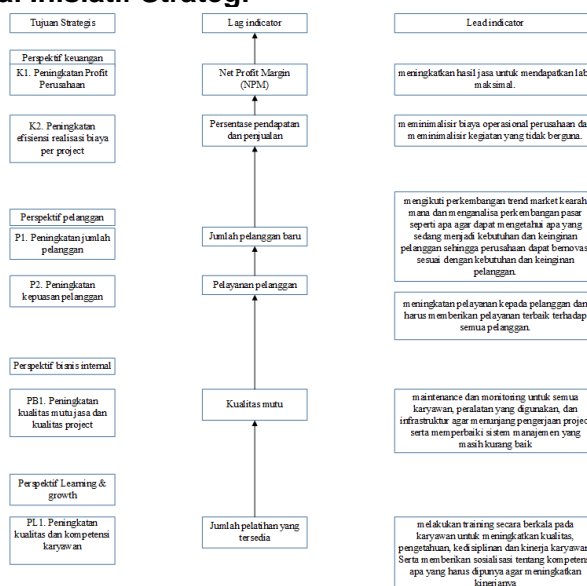 Tujuan Strategis
Lag indicator
Lead indicator
Perspektif keuangan
K1. Peningkatan Profit
Perusahaan
Net Profit Margin
(NPM)
meningkatkan hasil jasa untuk mendapatkan lab
maksimal.
K2. Peningkatan
efisiensi realisasi biaya
per project
Persentase pendapatan
dan penjualan
meminimalisir biaya operasional perusahaan da
meminimalisir kegiatan yang tidak berguna.
Perspektif pelanggan
P1. Peningkatan jumlah
pelanggan
Jumlah pelanggan baru
mengikuti perkembangan trend market kearah
mana dan menganalisa perkembangan pasar
seperti apa agar dapat mengetahui apa yang
sedang menjadi kebutuhan dan keinginan
pelanggan sehingga perusahaan dapat berinovas
sesuai dengan kebutuhan dan keinginan
pelanggan.
P2. Peningkatan
kepuasan pelanggan
Pelayanan pelanggan
meningkatan pelayanan kepada pelanggan dan
harus memberikan pelayanan terbaik terhadap
semua pelanggan.
Perspektif bisnis internal
PB1. Peningkatan
kualitas mutu jasa dan
kualitas project
Kualitas mutu
maintenance dan monitoring untuk semua
karyawan, peralatan yang digunakan, dan
infrastruktur agar menunjang pengerjaan projec
serta memperbaiki sistem manajemen yang
masih kurang baik
Perspektif Learning &
growth
PL1. Peningkatan
kualitas dan kompetensi
karyawan
Jumlah pelatihan yang
tersedia
melakukan training secara berkala pada
karyawan untuk meningkatkan kualitas,
pengetahuan, kedisiplinan dan kinerja karyawan
Serta memberikan sosialisasi tentang kompetens
apa yang harus dipunya agar meningkatkan
kinerjanya